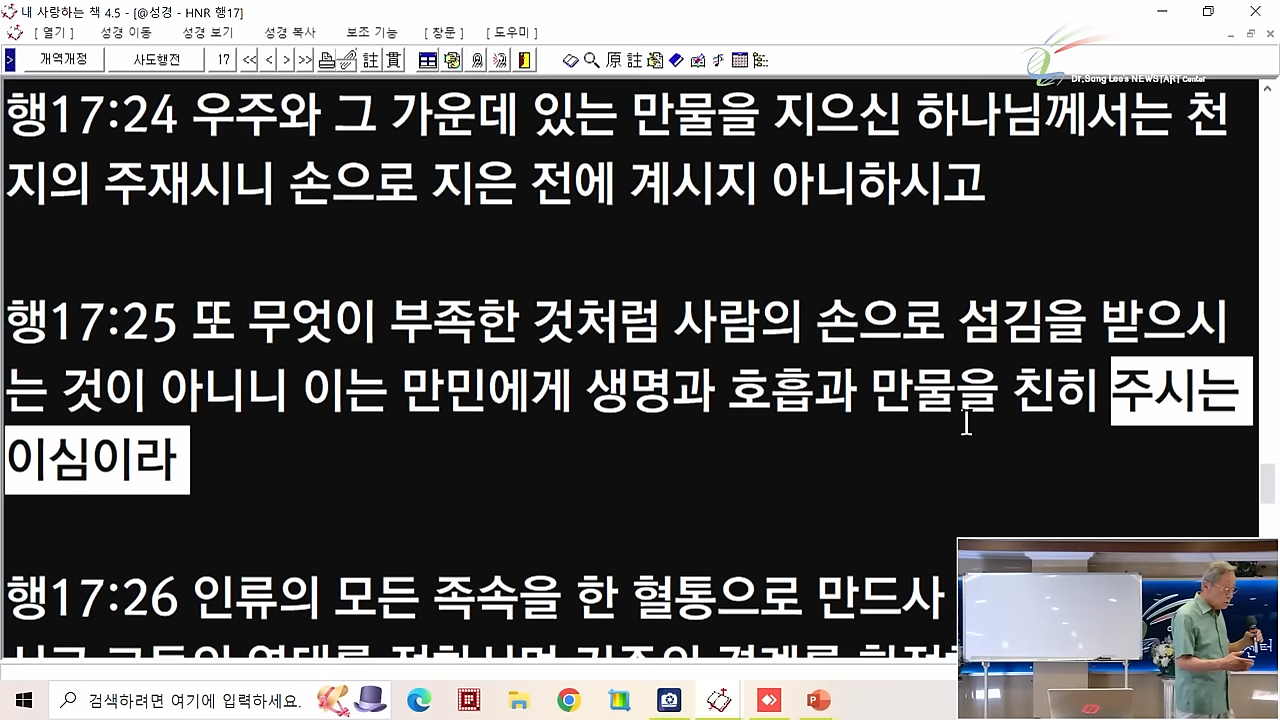 내 사랑하는 책 4.5 - [@성경 - HNR 행17]
[ 열기 ] 성경 이동 성경 보기 성경 복사 보조 기능 [ 창문 ] [ 도우미 ]
> 개역개정 사도행전 17 << < > >> 註 貫 原 註
Dr.Sang Lee's NEWSTART Center
행17:24 우주와 그 가운데 있는 만물을 지으신 하나님께서는 천
지의 주재시니 손으로 지은 전에 계시지 아니하시고
행17:25 또 무엇이 부족한 것처럼 사람의 손으로 섬김을 받으시
는 것이 아니니 이는 만민에게 생명과 호흡과 만물을 친히 주시는
이심이라
행17:26 인류의 모든 족속을 한 혈통으로 만드사
검색하려면 여기에 입력하세요.